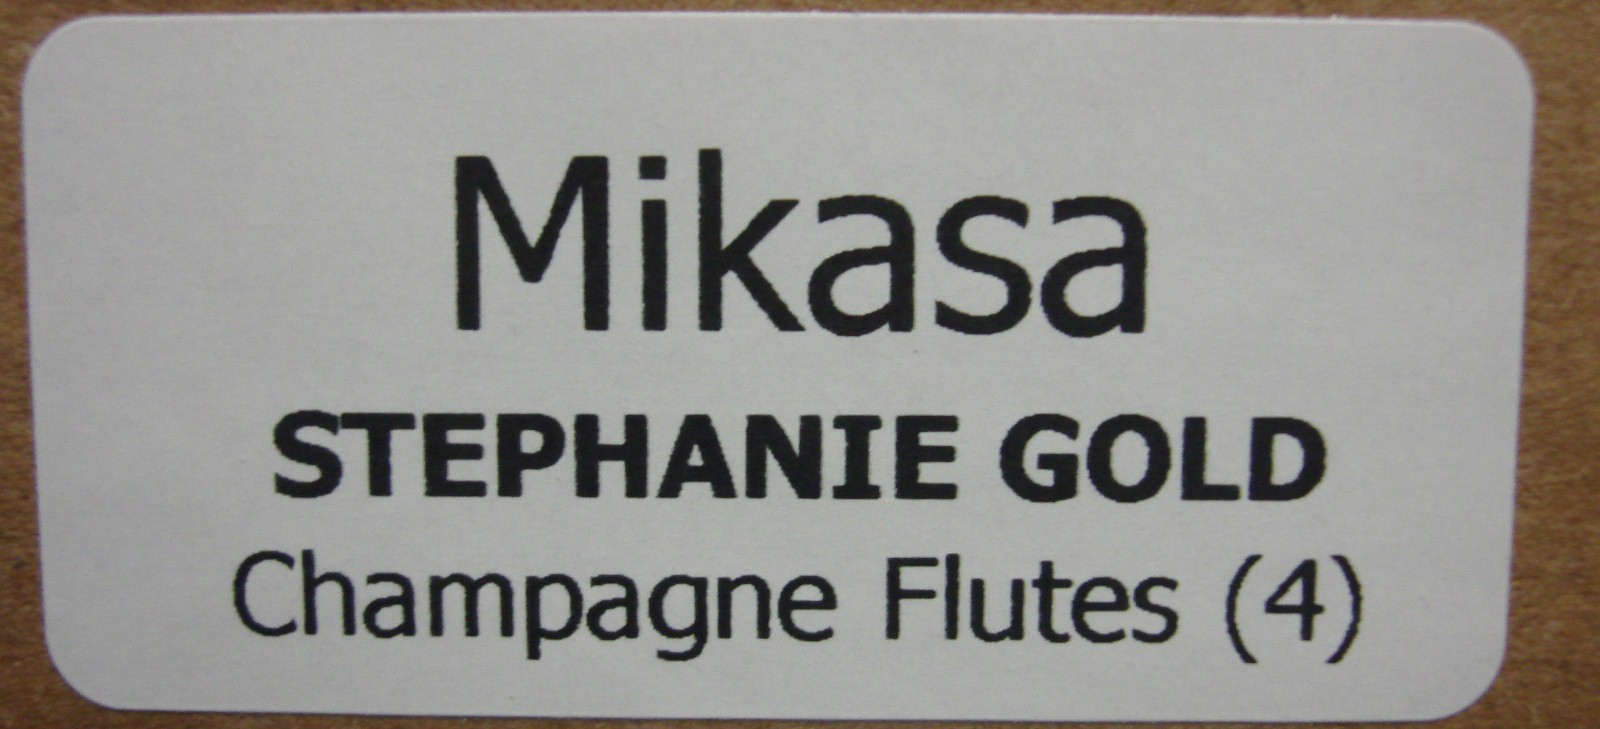 Mikasa
STEPHANIE GOLD
Champagne Flutes (4)